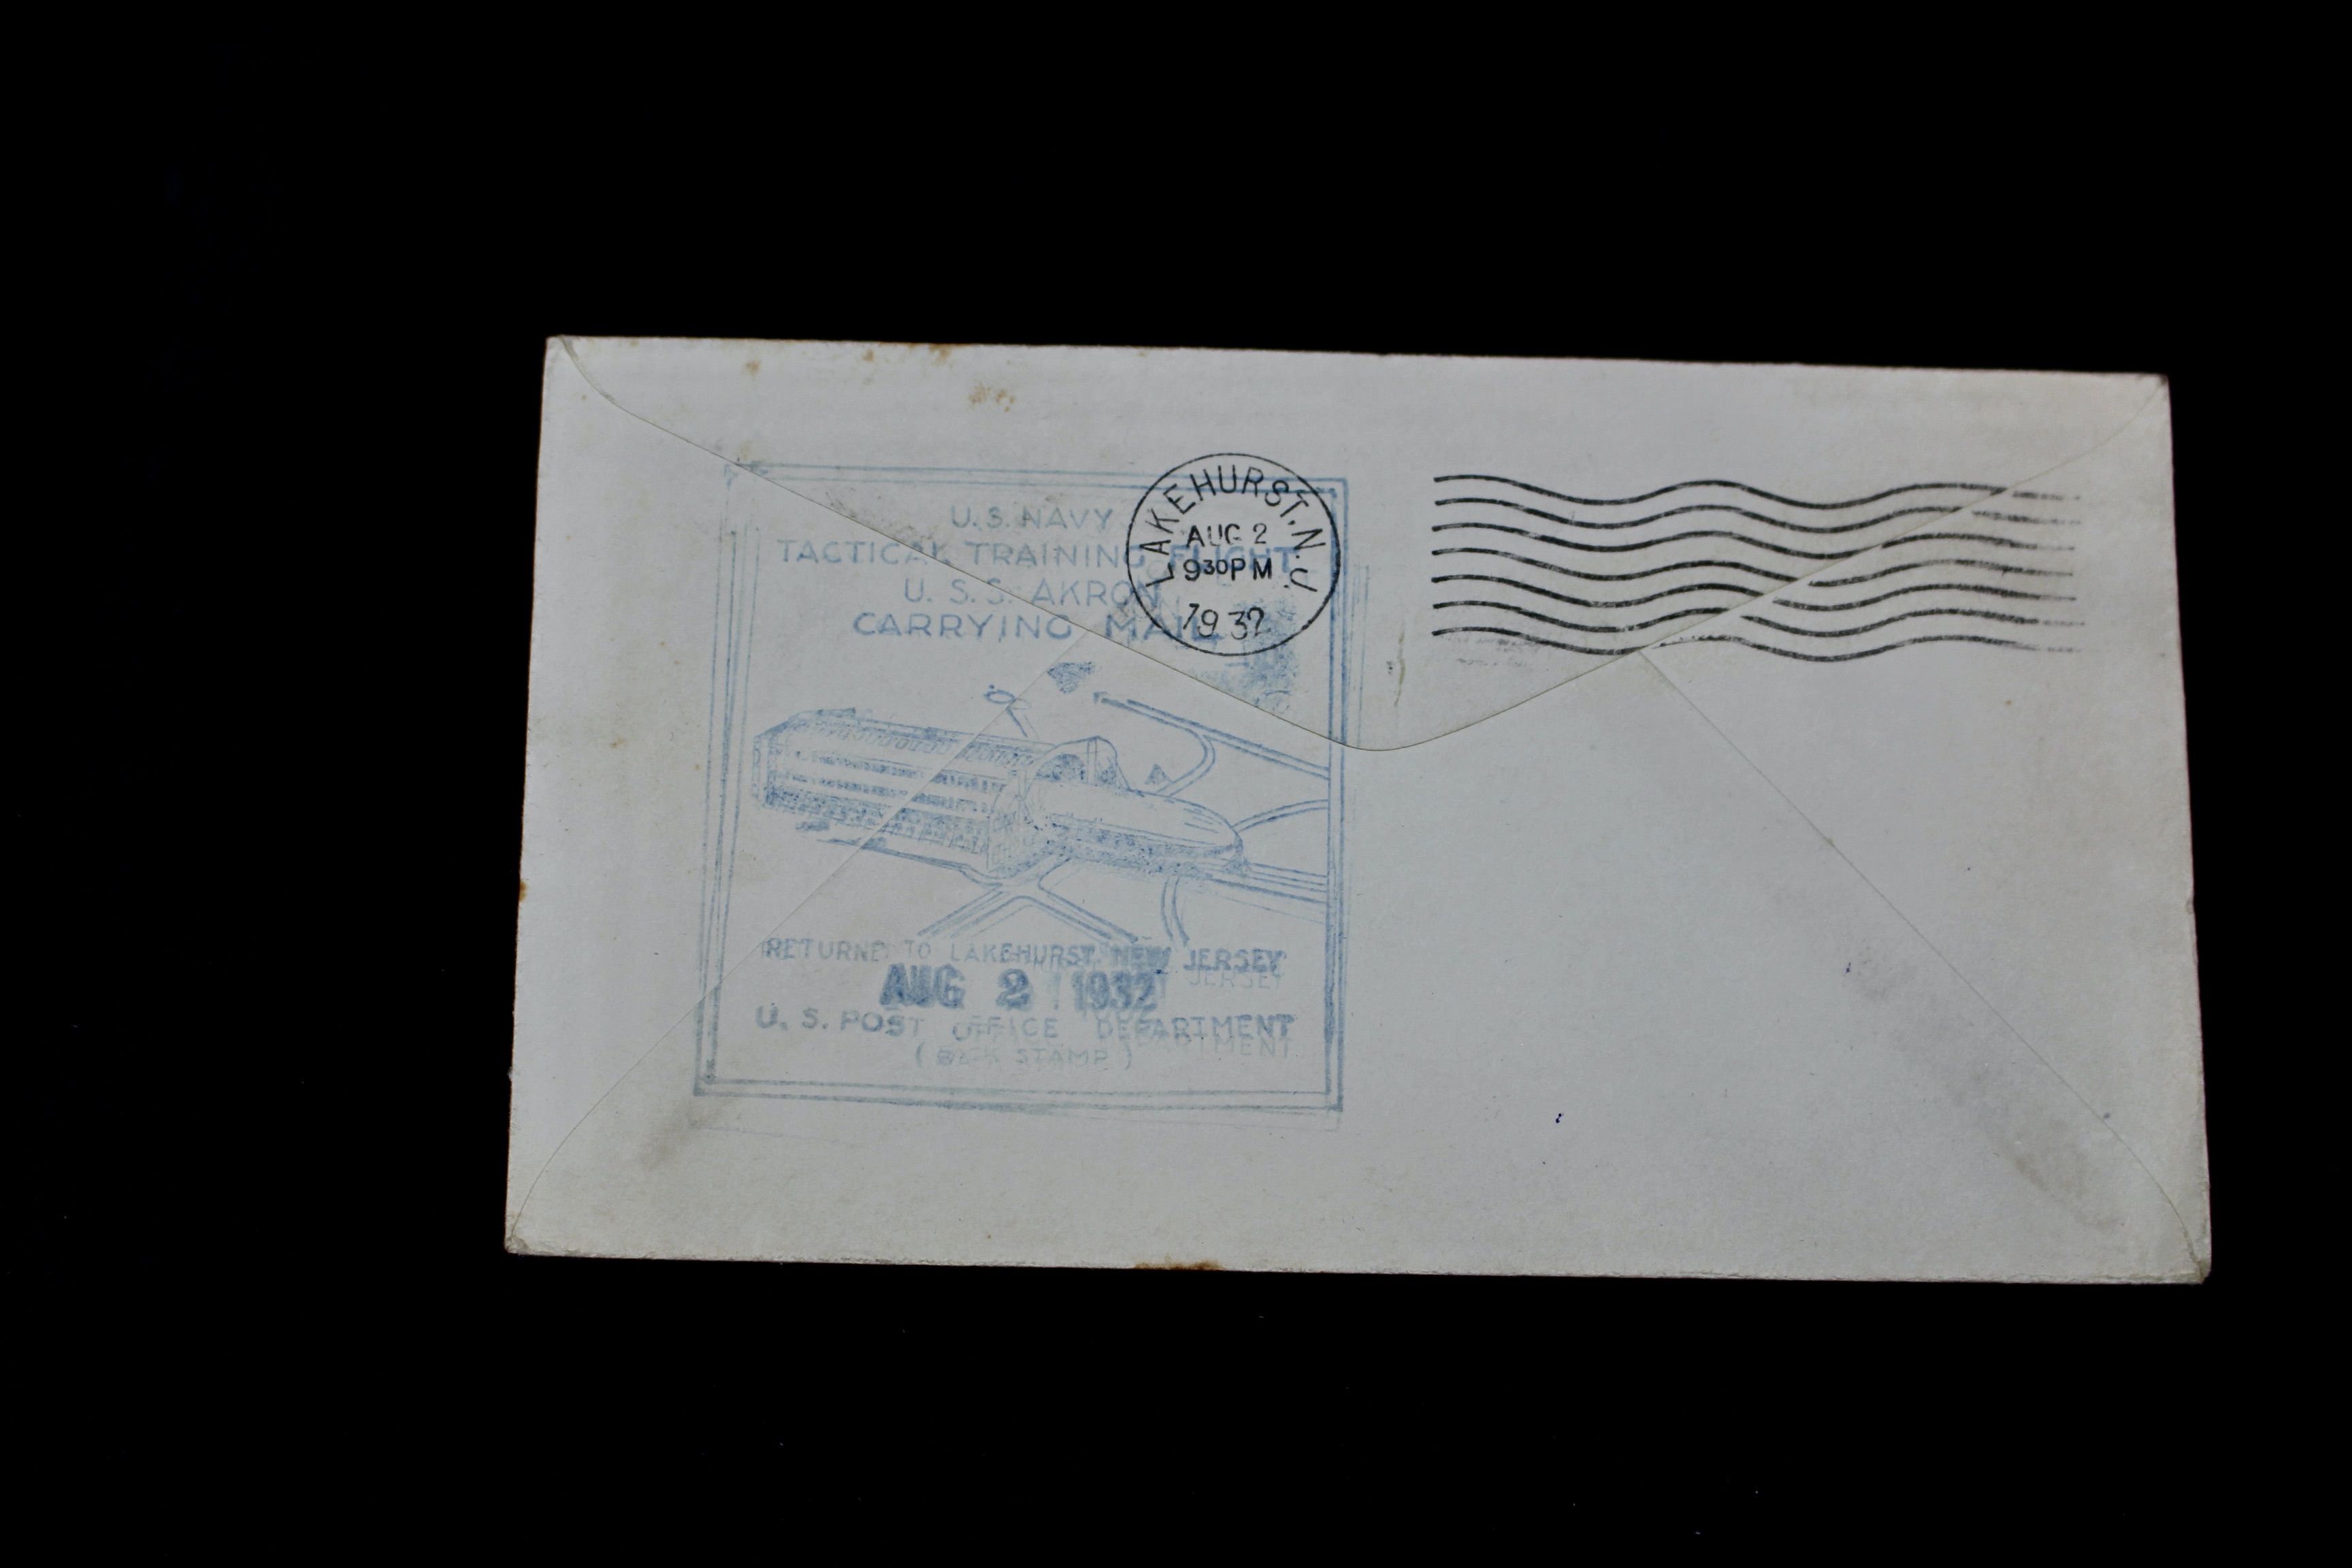 U.S. NAVY
TACTICAL TRAINING FLIGHT
U.S.S. AKRON
CARRYING MAIL
LAKEHURST, N.J.
AUG 2
930PM
1932
RETURNED TO LAKEHURST, NEW JERSEY
AUG 2 1932
U.S. POST OFFICE DEPARTMENT
(BACK STAMP)